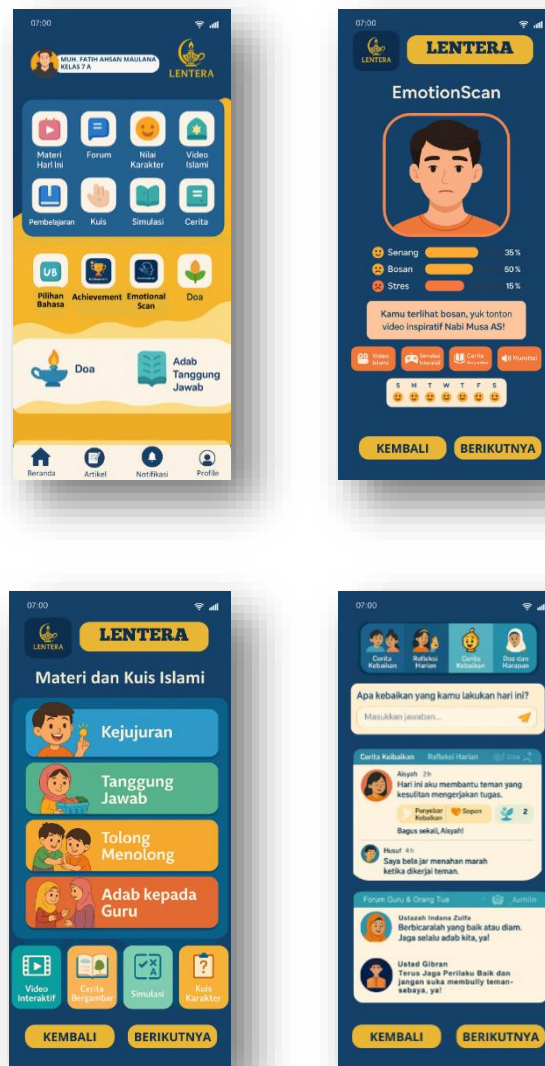 07:00
MUH. FATIH AHSAN MAULANA
KELAS 7 A
LENTERA
Materi
Hari Ini
Forum
Nilai
Karakter
Video
Islami
Pembelajaran
Kuis
Simulasi
Cerita
UB
Pilihan
Bahasa
Achievement
Emotional
Scan
Doa
Doa
Adab
Tanggung
Jawab
Beranda
Artikel
Notifikasi
Profile
07:00
LENTERA
LENTERA
EmotionScan
Senang 35%
Bosan 50%
Stres 15%
Kamu terlihat bosan, yuk tonton
video inspiratif Nabi Musa AS!
Video
Islami
Simulasi
Interaktif
Cerita
Murottal
S M T W T F S
KEMBALI
BERIKUTNYA
07:00
LENTERA
LENTERA
Materi dan Kuis Islami
Kejujuran
Tanggung
Jawab
Tolong
Menolong
Adab kepada
Guru
Video
Interaktif
Cerita
Bergambar
Simulasi
Kuis
Karakter
KEMBALI
BERIKUTNYA
07:00
Cerita
Kebaikan
Refleksi
Harian
Cerita
Kebaikan
Doa dan
Harapan
Apa kebaikan yang kamu lakukan hari ini?
Masukkan jawaban...
Cerita Keibalkan
Refleksi Harian
Aisyah 2h
Hari ini aku membantu teman yang
kesulitan mengerjakan tugas.
Penyebar
Kebaikan
Sopan
2
Bagus sekali, Aisyah!
Husuf 4h
Saya bela.jar menahan marah
ketika dikerjai teman.
Forum Guru & Orang Tua
Aumiin
Ustazah Indana Zulfa
Berbicaralah yang baik atau diam.
Jaga selalu adab kita, ya!
Ustad Gibran
Terus Jaga Perilaku Baik dan
jangan suka membully teman-
sebaya, ya!
KEMBALI
BERIKUTNYA